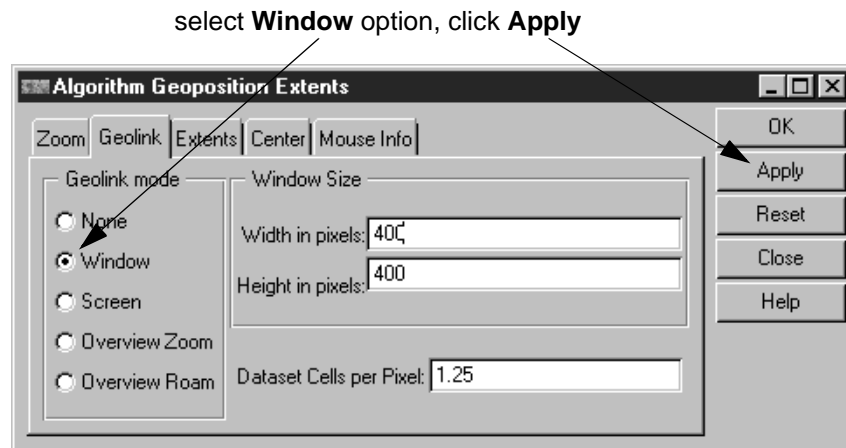 select Window option, click Apply
Algorithm Geoposition Extents
Zoom Geolink Extents Center Mouse Info
OK
Apply
Reset
Close
Help
Geolink mode
None
Window
Screen
Overview Zoom
Overview Roam
Window Size
Width in pixels: 400
Height in pixels: 400
Dataset Cells per Pixel: 1.25